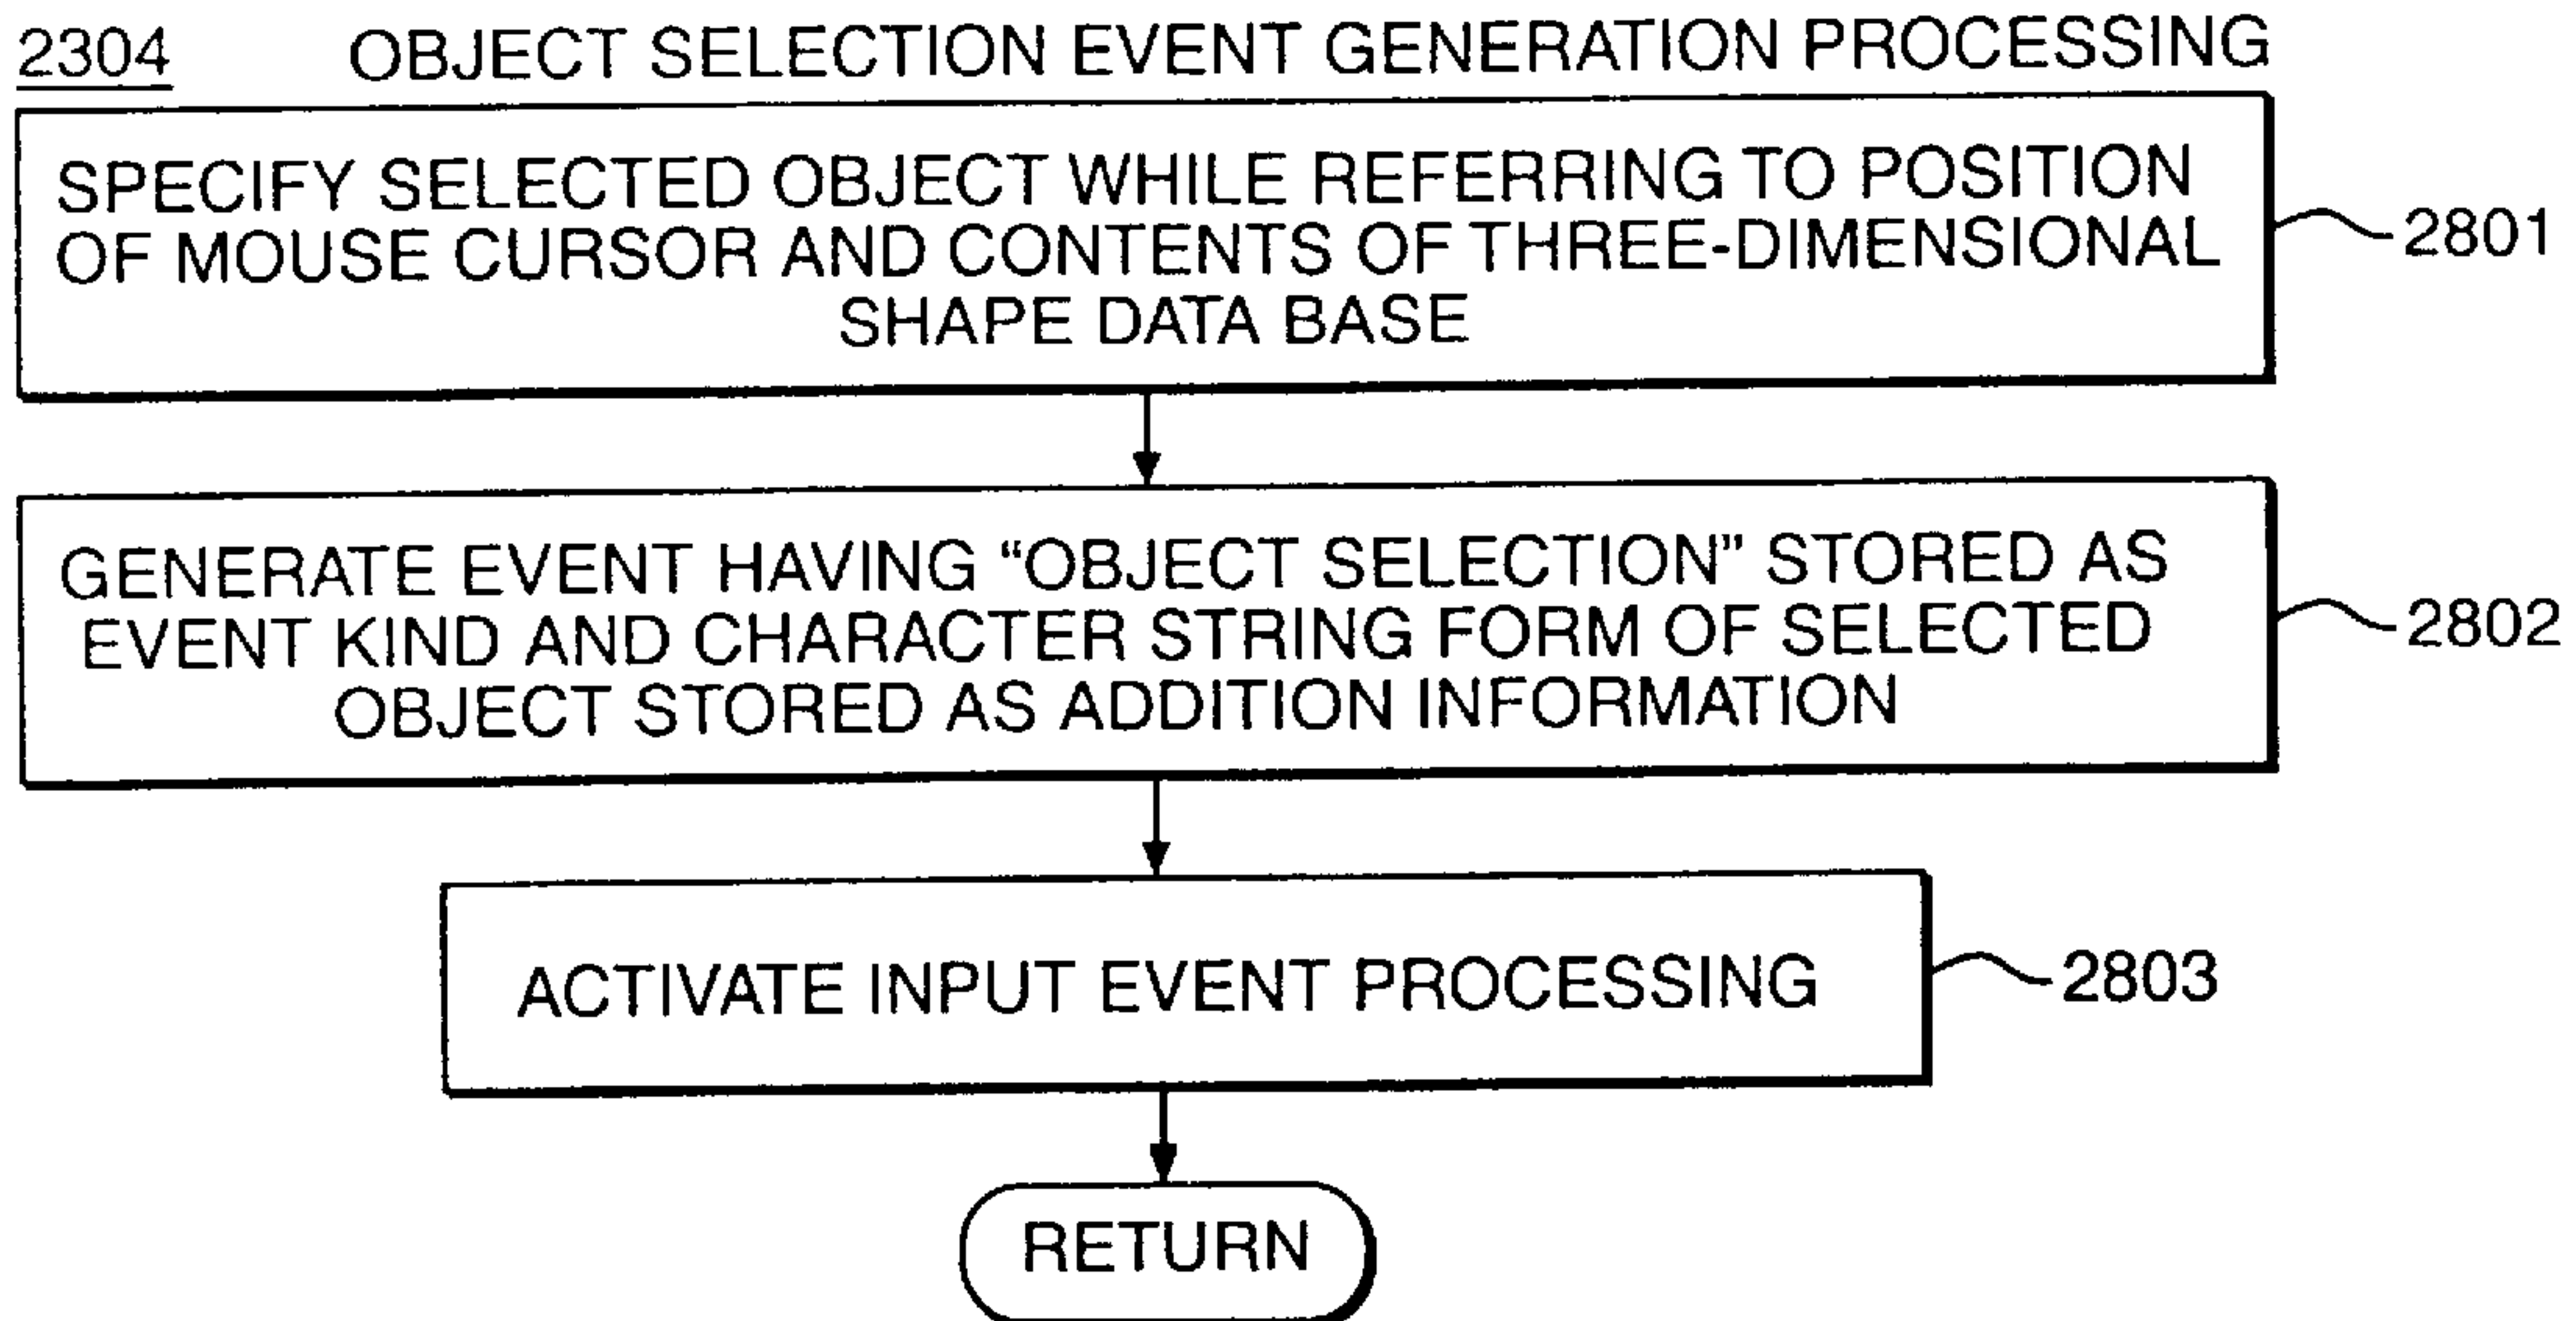 2304 OBJECT SELECTION EVENT GENERATION PROCESSING
SPECIFY SELECTED OBJECT WHILE REFERRING TO POSITION
OF MOUSE CURSOR AND CONTENTS OF THREE-DIMENSIONAL
SHAPE DATA BASE
2801
GENERATE EVENT HAVING “OBJECT SELECTION” STORED AS
EVENT KIND AND CHARACTER STRING FORM OF SELECTED
OBJECT STORED AS ADDITION INFORMATION
2802
ACTIVATE INPUT EVENT PROCESSING
2803
RETURN